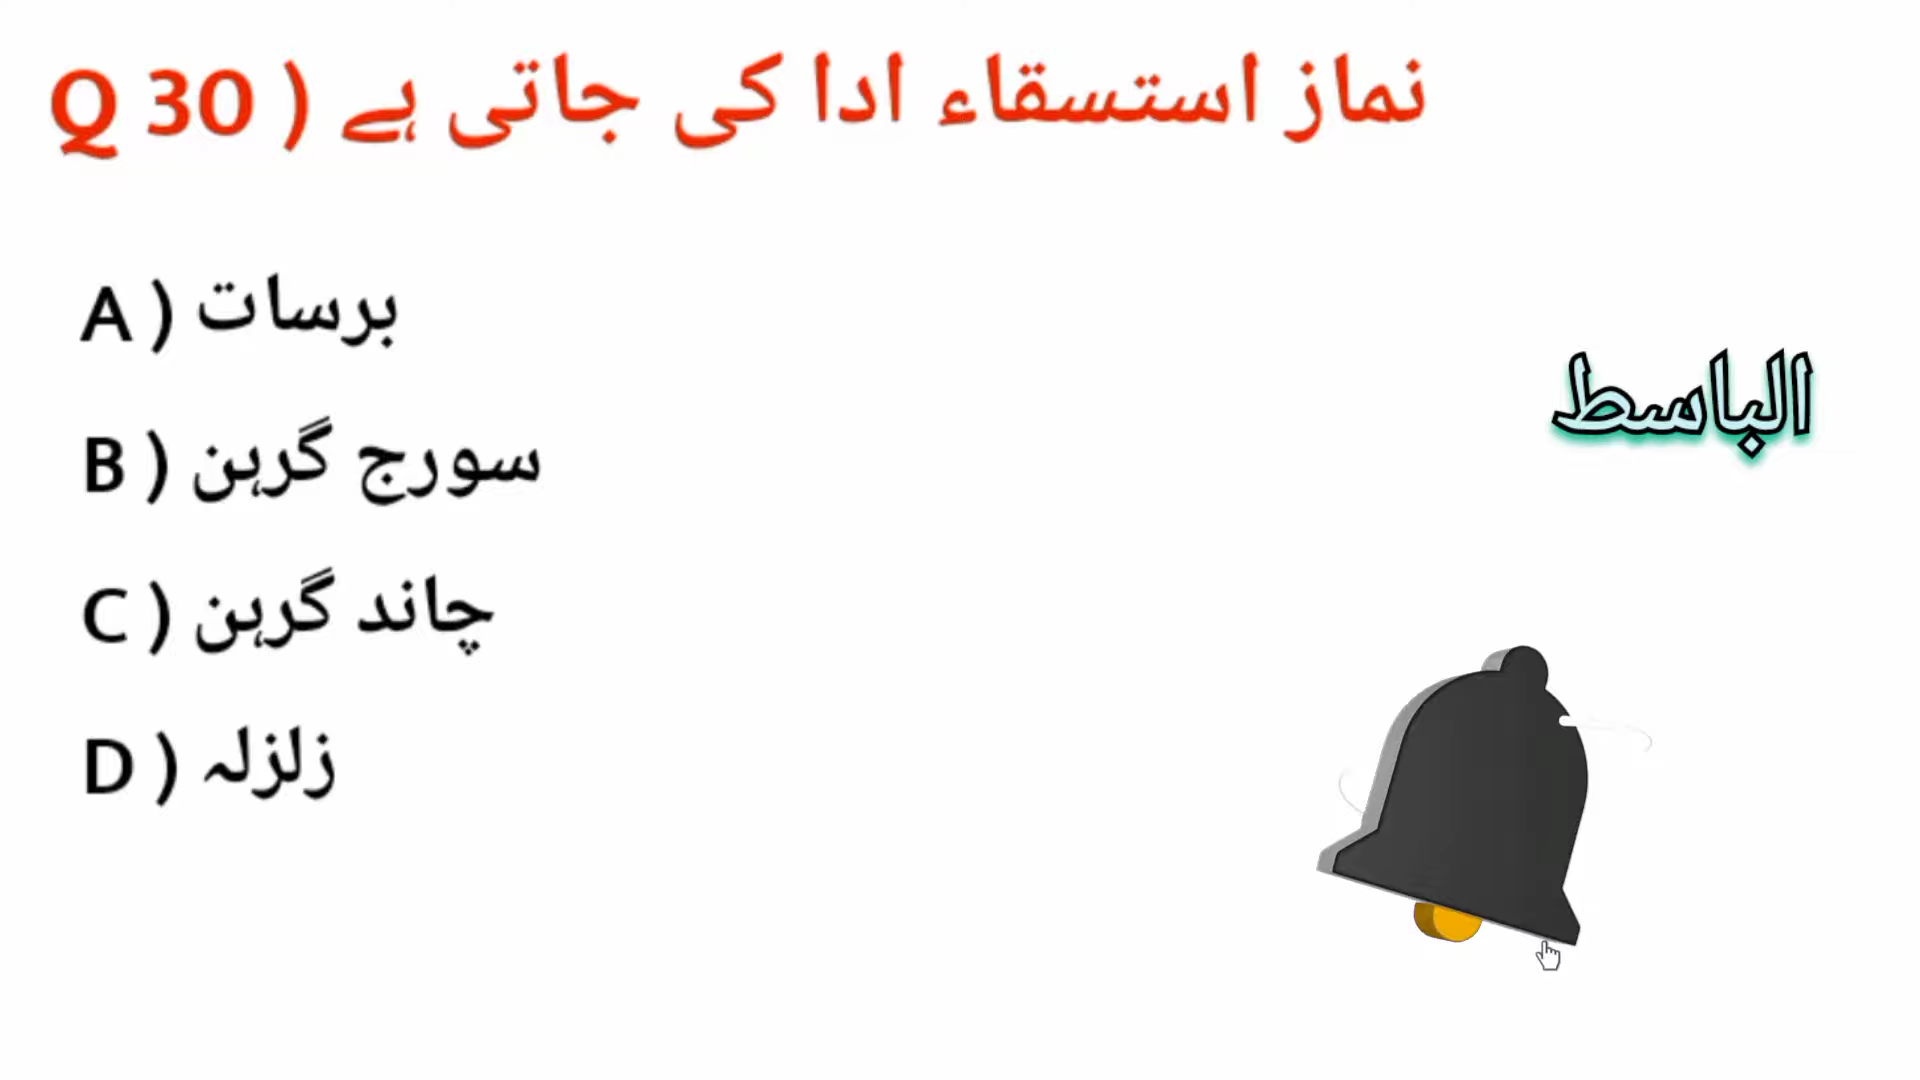 Q 30 ) نماز استسقاء ادا کی جاتی ہے
A ) برسات
B ) سورج گرہن
C ) چاند گرہن
D ) زلزلہ
الباسط